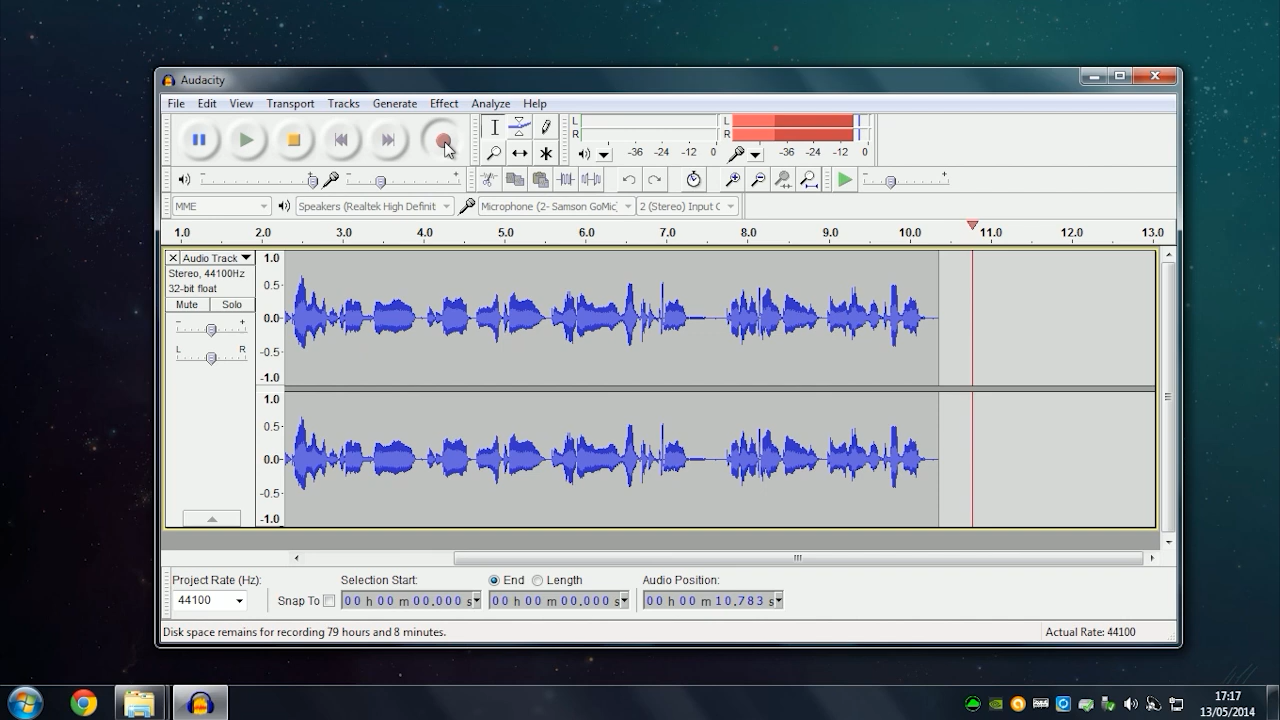 Audacity
File Edit View Transport Tracks Generate Effect Analyze Help
L
R
-36 -24 -12 0
L
R
-36 -24 -12 0
- + - + - +
MME Speakers (Realtek High Definit Microphone (2- Samson GoMic) 2 (Stereo) Input C
1.0 2.0 3.0 4.0 5.0 6.0 7.0 8.0 9.0 10.0 11.0 12.0 13.0
Audio Track
Stereo, 44100Hz
32-bit float
Mute Solo
- +
L R
1.0
0.5
0.0
-0.5
-1.0
1.0
0.5
0.0
-0.5
-1.0
Project Rate (Hz): Selection Start: End Length Audio Position:
44100 Snap To 00 h 00 m 00.000 s 00 h 00 m 00.000 s 00 h 00 m 10.783 s
Disk space remains for recording 79 hours and 8 minutes. Actual Rate: 44100
17:17
13/05/2014